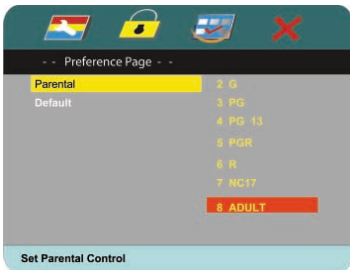 - - Preference Page - -
Parental
Default
2 G
3 PG
4 PG 13
5 PGR
6 R
7 NC17
8 ADULT
Set Parental Control